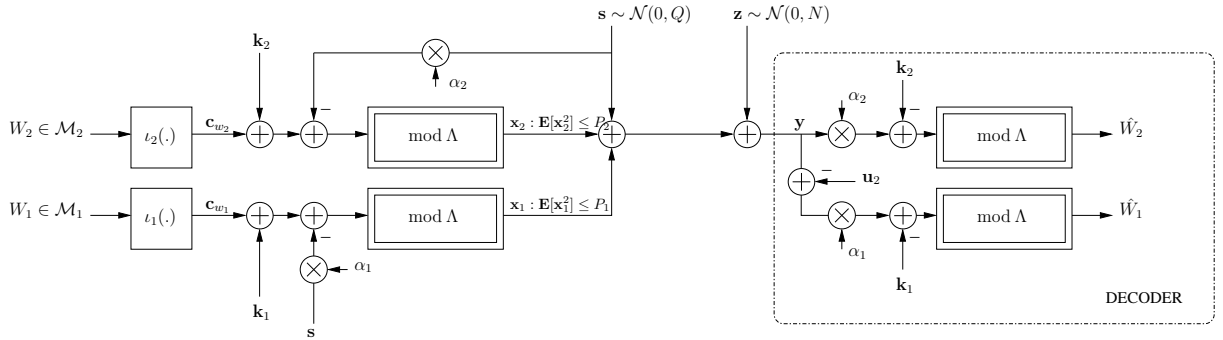 s ∼ 𝒩(0, Q)
z ∼ 𝒩(0, N)
k₂
α₂
−
W₂ ∈ ℳ₂
ι₂(.)
c_{w₂}
mod Λ
x₂ : E[x₂²] ≤ P₂
y
α₂
k₂
−
mod Λ
Ŵ₂
−
u₂
W₁ ∈ ℳ₁
ι₁(.)
c_{w₁}
−
mod Λ
x₁ : E[x₁²] ≤ P₁
α₁
k₁
s
α₁
−
k₁
mod Λ
Ŵ₁
DECODER